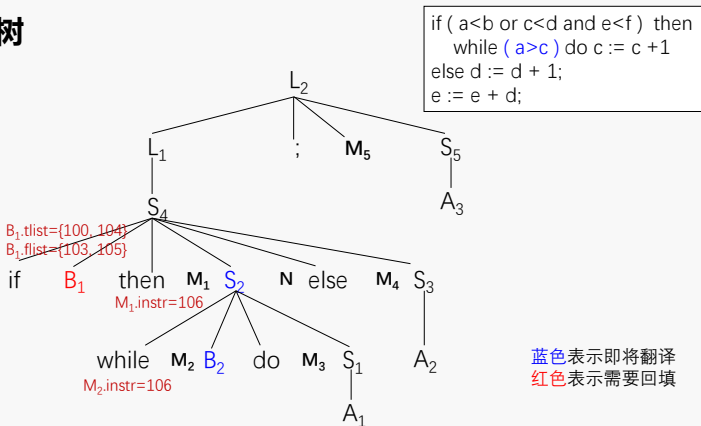 树
if ( a<b or c<d and e<f )  then
while ( a>c ) do c := c +1
else d := d + 1;
e := e + d;
L2
L1 ; M5 S5
S4 A3
B1.tlist={100, 104}
B1.flist={103, 105}
if B1 then M1 S2 N else M4 S3
M1.instr=106
while M2 B2 do M3 S1 A2
M2.instr=106
A1
蓝色表示即将翻译
红色表示需要回填